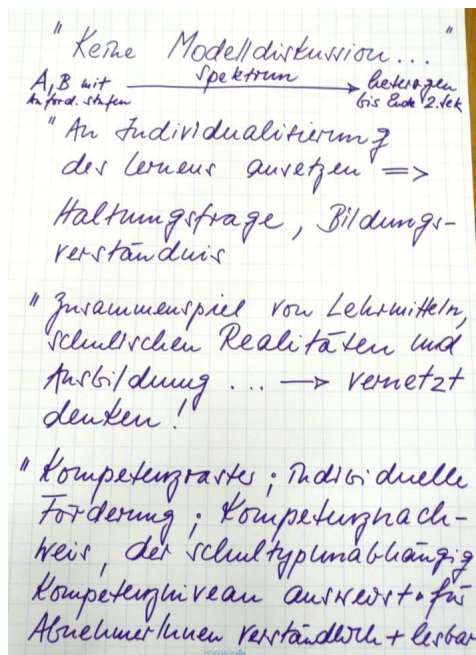 " Keine Modelldiskussion... "
A, B mit Spektrum → heterogen
Anford. stufen bis Ende 2. Sek
" An Individualisierung
des Lernens ansetzen =>
Haltungsfrage, Bildungs-
verständnis
" Zusammenspiel von Lehrmitteln,
schulischen Realitäten und
Ausbildung ... → vernetzt
denken!
" Kompetenzraster; individuelle
Förderung; Kompetenznach-
weis, der schultypunabhängig
Kompetenzniveau ausweist + für
AbnehmerInnen verständlich + lesbar